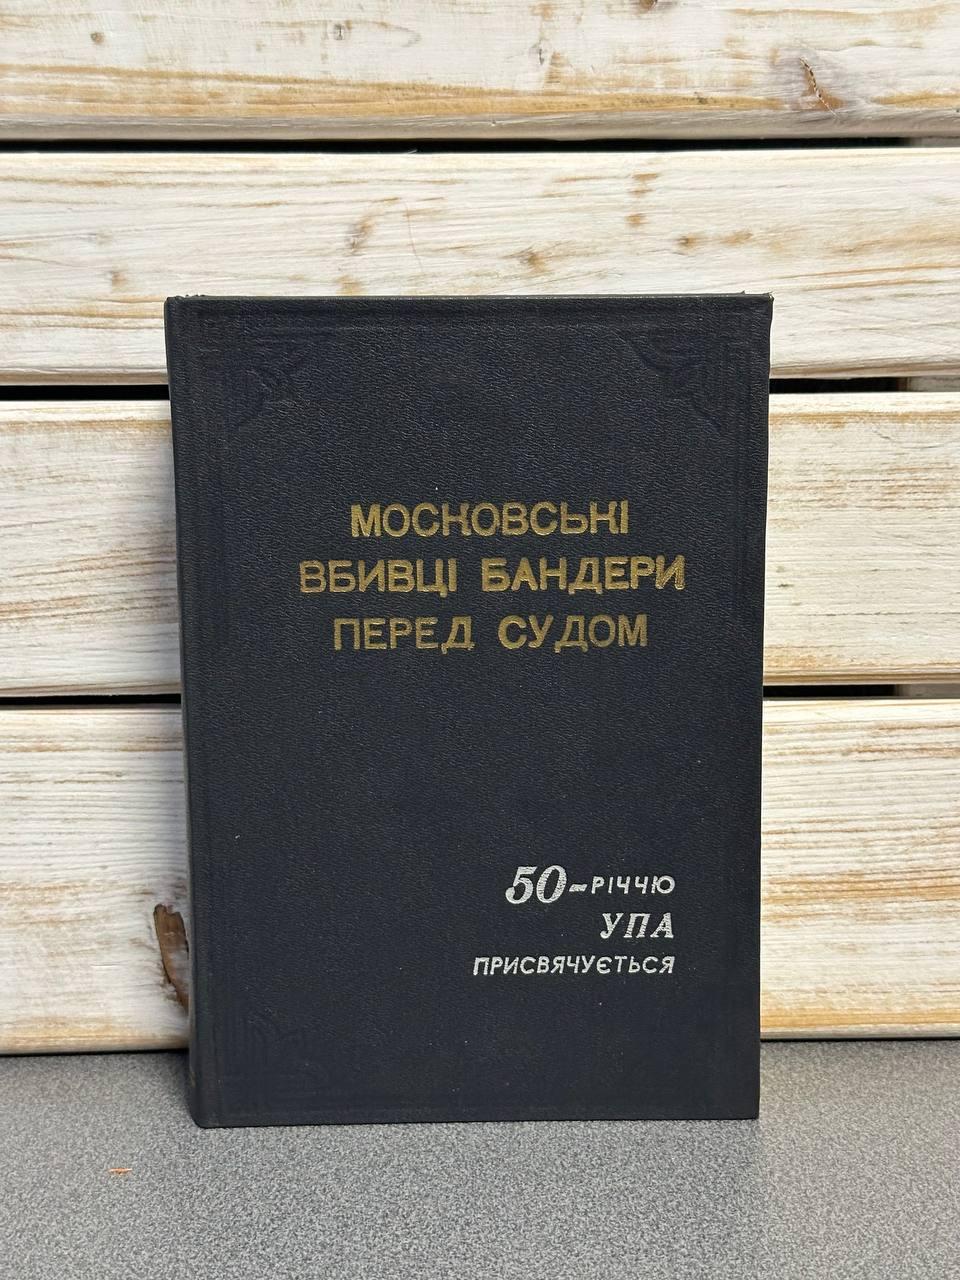 МОСКОВСЬКІ
ВБИВЦІ БАНДЕРИ
ПЕРЕД СУДОМ
50-РІЧЧЮ
УПА
ПРИСВЯЧУЄТЬСЯ